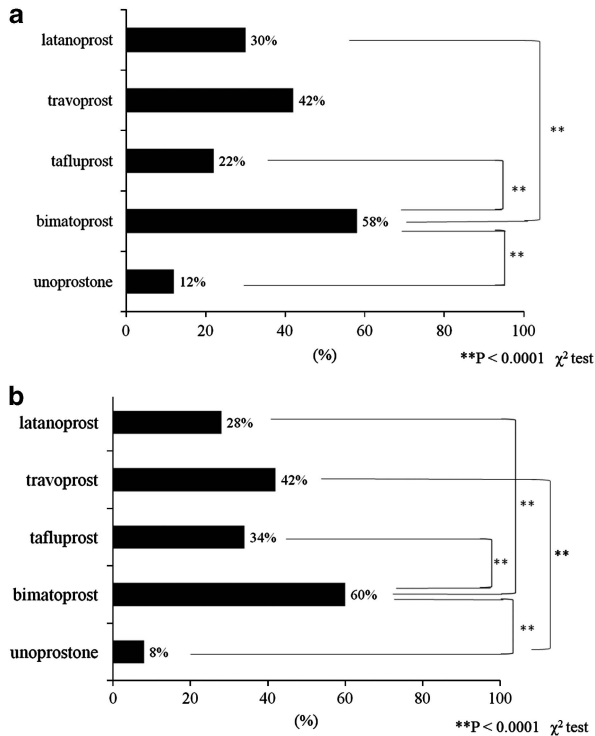 a
latanoprost 30%
**
travoprost 42%
tafluprost 22%
**
bimatoprost 58%
**
unoprostone 12%
0 20 40 60 80 100
(%)
**P < 0.0001 χ² test
b
latanoprost 28%
**
travoprost 42%
tafluprost 34%
**
**
bimatoprost 60%
**
unoprostone 8%
0 20 40 60 80 100
(%)
**P < 0.0001 χ² test